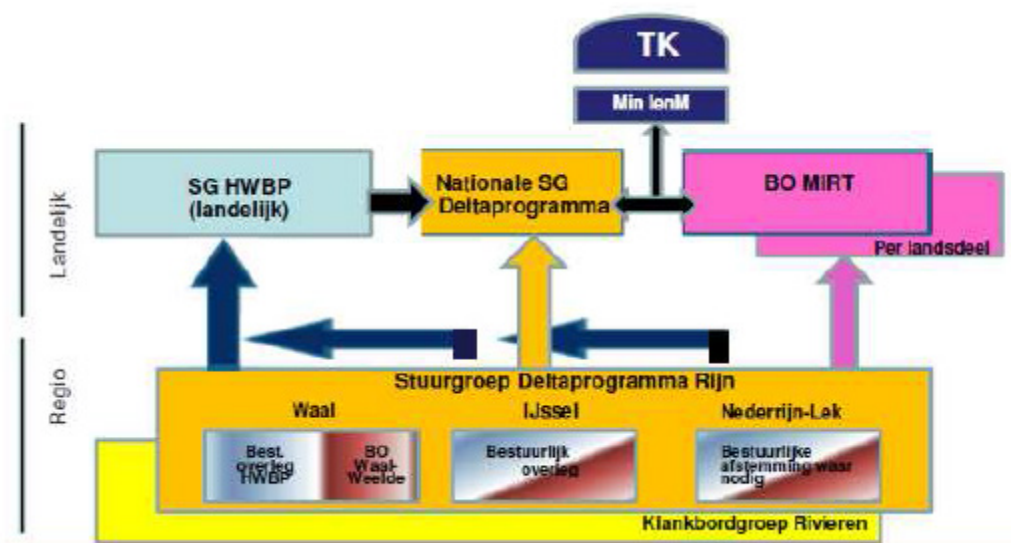 TK
Min IenM
Landelijk
SG HWBP
(landelijk)
Nationale SG
Deltaprogramma
BO MIRT
Per landsdeel
Regio
Stuurgroep Deltaprogramma Rijn
Waal
IJssel
Nederrijn-Lek
Best.
overleg
HWBP
BO
Waal-
Weelde
Bestuurlijk
overleg
Bestuurlijke
afstemming waar
nodig
Klankbordgroep Rivieren